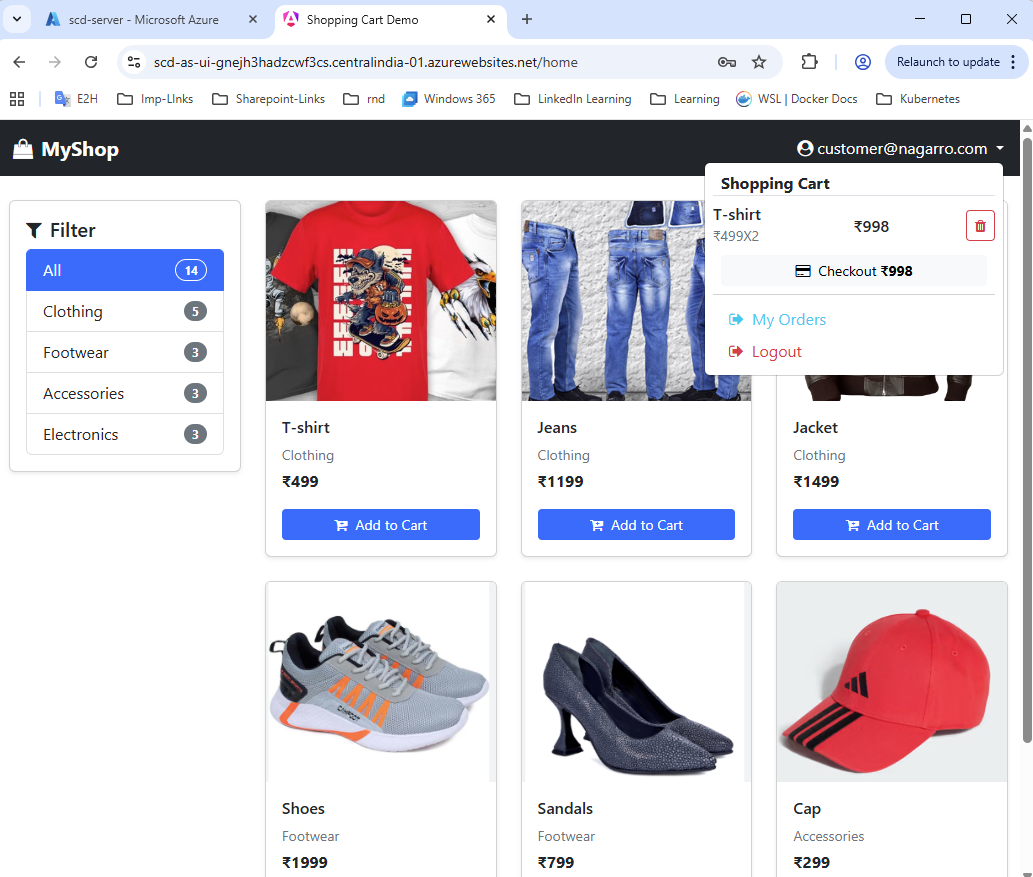 scd-server - Microsoft Azure
Shopping Cart Demo
scd-as-ui-gnejh3hadzcwf3cs.centralindia-01.azurewebsites.net/home
Relaunch to update
E2H
Imp-LInks
Sharepoint-Links
rnd
Windows 365
LinkedIn Learning
Learning
WSL | Docker Docs
Kubernetes
MyShop
customer@nagarro.com
Shopping Cart
T-shirt
₹499X2
₹998
Checkout ₹998
My Orders
Logout
Filter
All 14
Clothing 5
Footwear 3
Accessories 3
Electronics 3
T-shirt
Clothing
₹499
Add to Cart
Jeans
Clothing
₹1199
Add to Cart
Jacket
Clothing
₹1499
Add to Cart
Shoes
Footwear
₹1999
Sandals
Footwear
₹799
Cap
Accessories
₹299